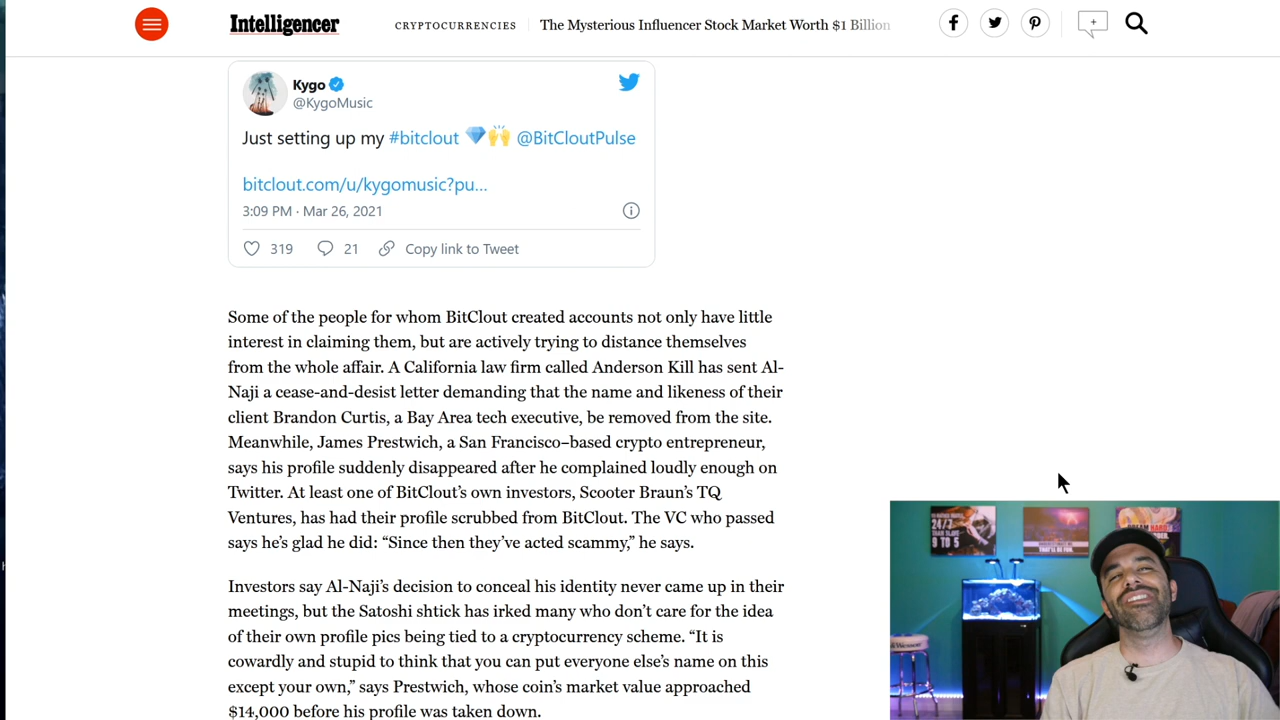 Intelligencer
CRYPTOCURRENCIES
The Mysterious Influencer Stock Market Worth $1 Billion
Kygo
@KygoMusic
Just setting up my #bitclout 💎🙌 @BitCloutPulse
bitclout.com/u/kygomusic?pu...
3:09 PM · Mar 26, 2021
319 21 Copy link to Tweet
Some of the people for whom BitClout created accounts not only have little
interest in claiming them, but are actively trying to distance themselves
from the whole affair. A California law firm called Anderson Kill has sent Al-
Naji a cease-and-desist letter demanding that the name and likeness of their
client Brandon Curtis, a Bay Area tech executive, be removed from the site.
Meanwhile, James Prestwich, a San Francisco–based crypto entrepreneur,
says his profile suddenly disappeared after he complained loudly enough on
Twitter. At least one of BitClout’s own investors, Scooter Braun’s TQ
Ventures, has had their profile scrubbed from BitClout. The VC who passed
says he’s glad he did: “Since then they’ve acted scammy,” he says.
Investors say Al-Naji’s decision to conceal his identity never came up in their
meetings, but the Satoshi shtick has irked many who don’t care for the idea
of their own profile pics being tied to a cryptocurrency scheme. “It is
cowardly and stupid to think that you can put everyone else’s name on this
except your own,” says Prestwich, whose coin’s market value approached
$14,000 before his profile was taken down.
24/7
9 TO 5